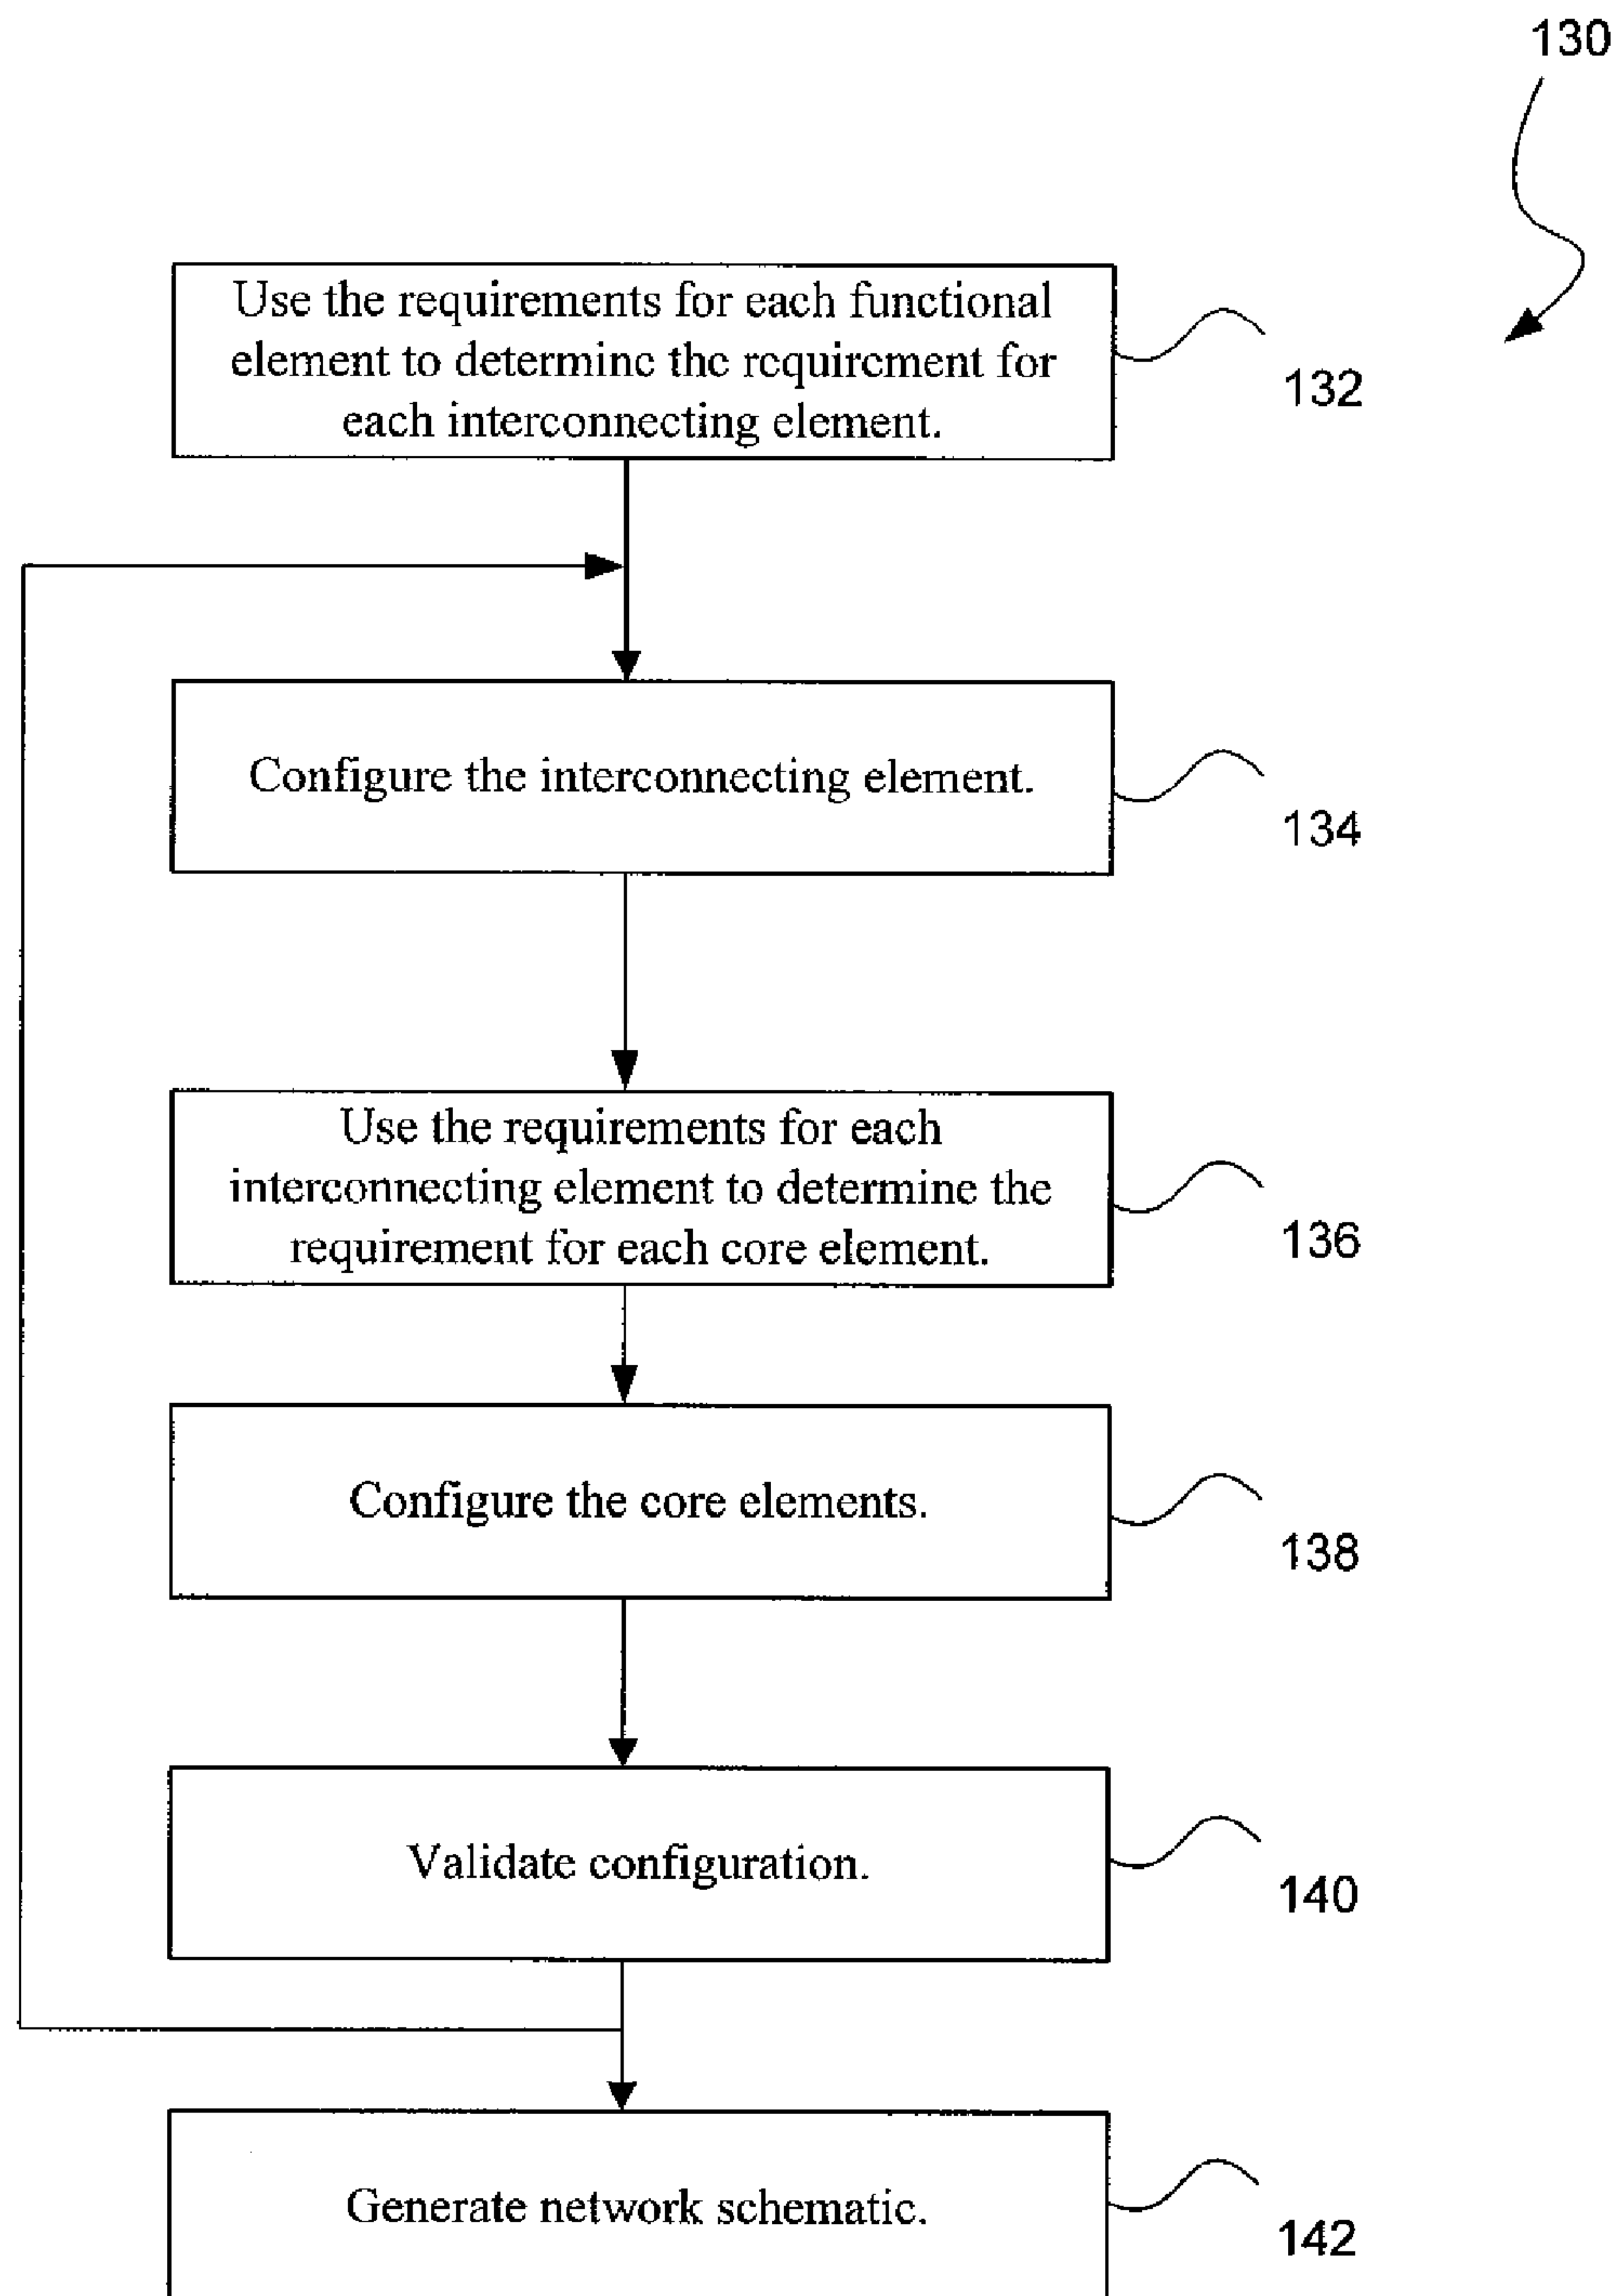 130
Use the requirements for each functional
element to determine the requirement for
each interconnecting element.
132
Configure the interconnecting element.
134
Use the requirements for each
interconnecting element to determine the
requirement for each core element.
136
Configure the core elements.
138
Validate configuration.
140
Generate network schematic.
142